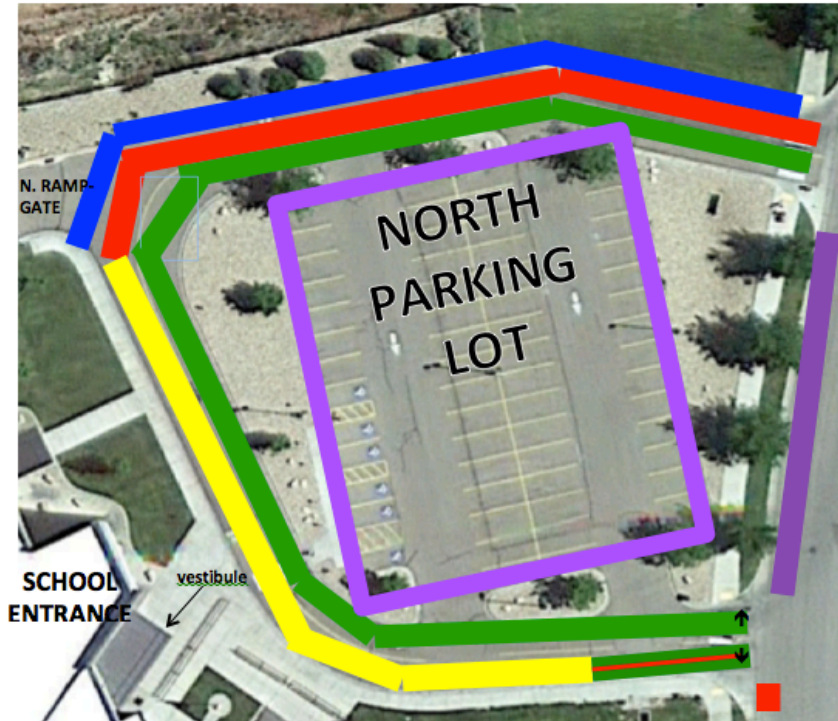 N. RAMP-
GATE
NORTH
PARKING
LOT
SCHOOL
ENTRANCE
vestibule